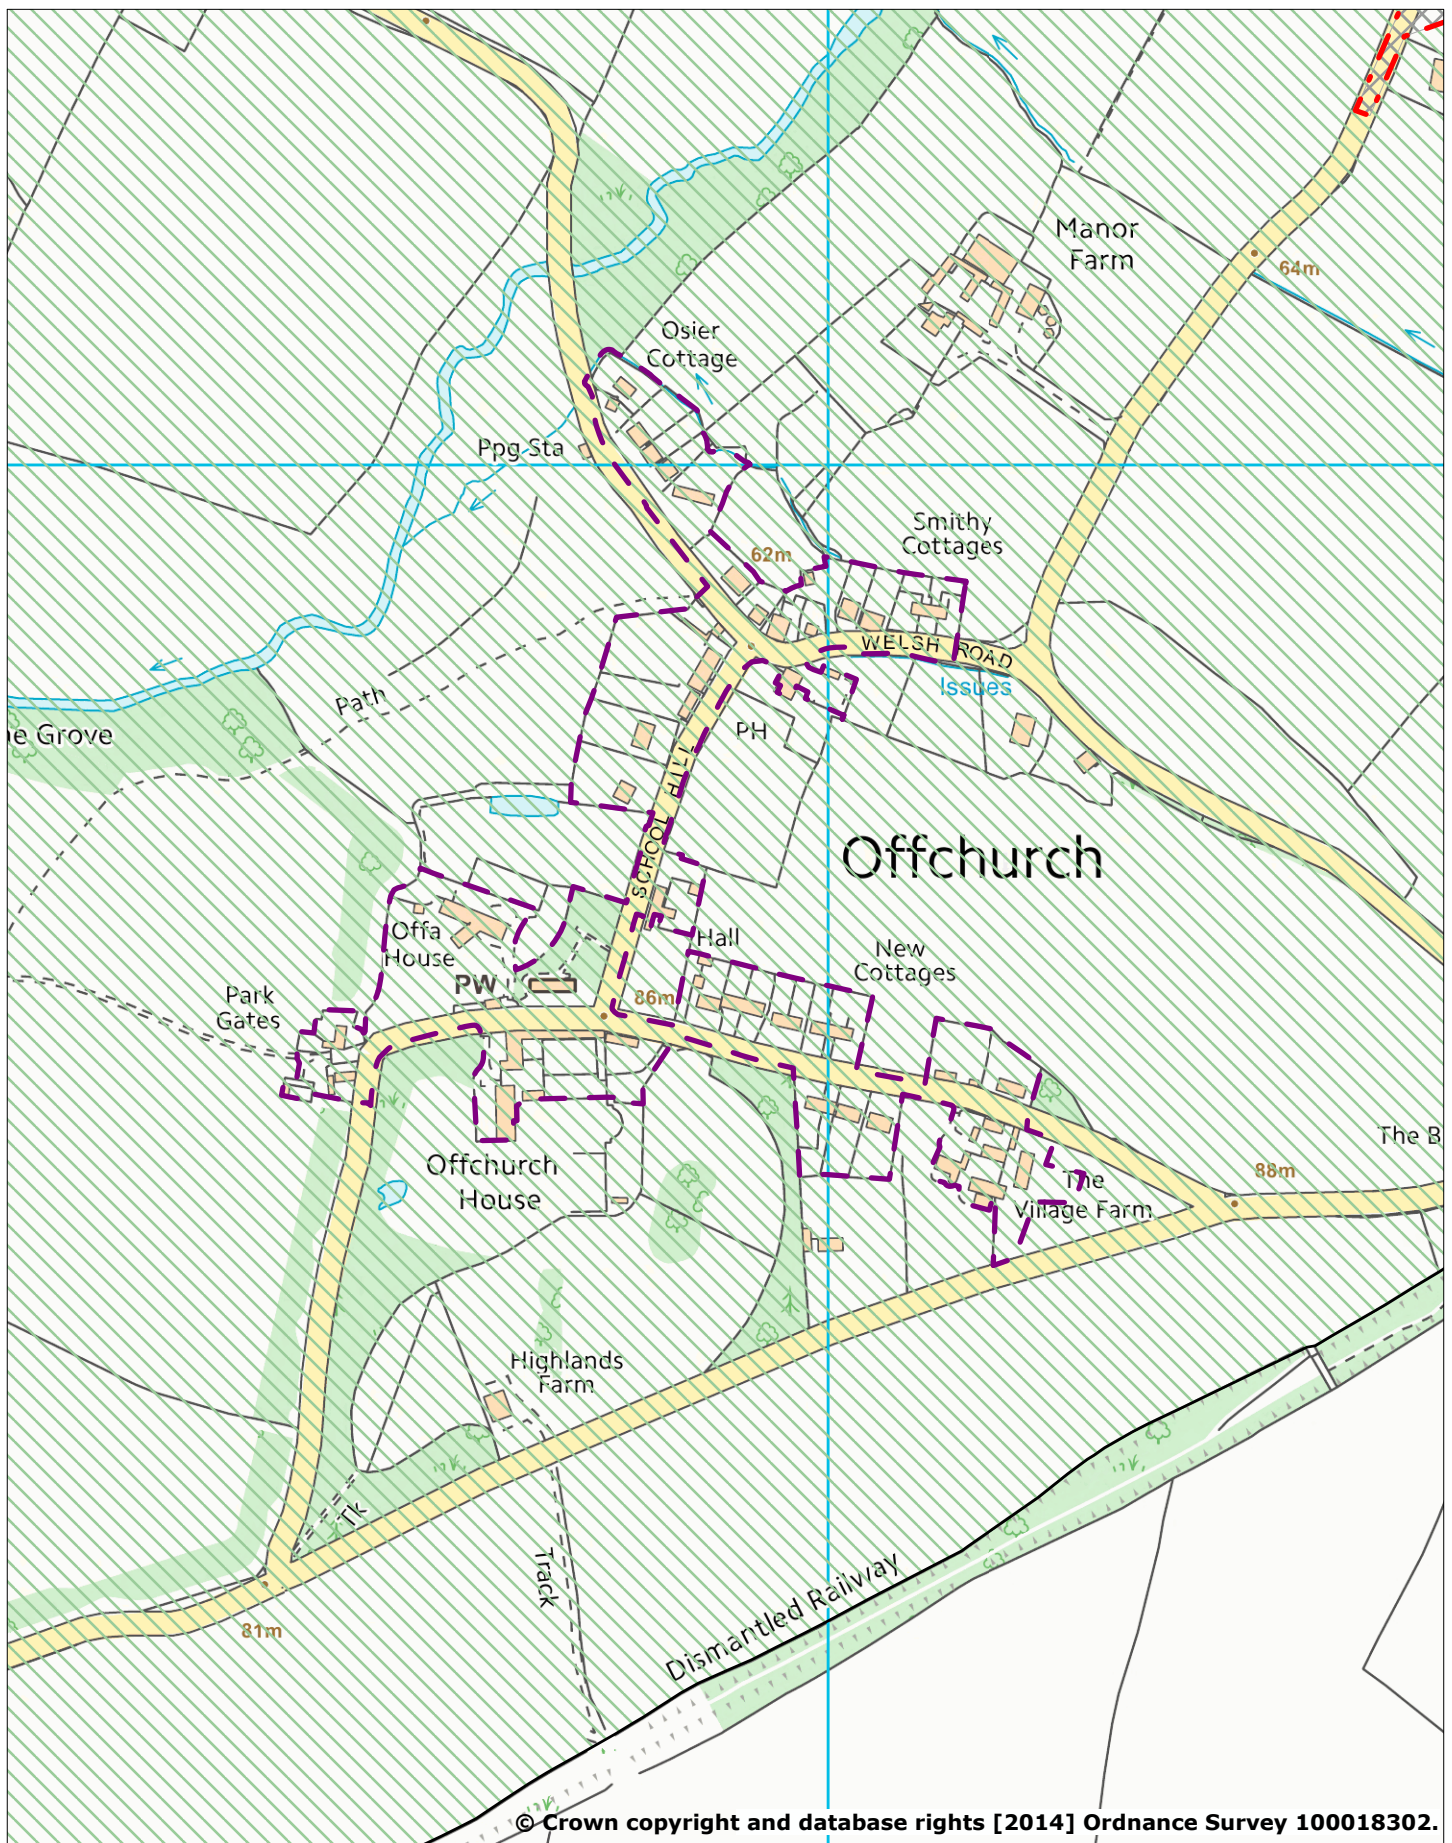 Manor
Farm
64m
Osier
Cottage
Ppg Sta
Smithy
Cottages
62m
WELSH ROAD
Issues
Path
ae Grove
PH
SCHOOL HILL
Offchurch
Offa
House
Hall
New
Cottages
PW
Park
Gates
86m
The B
Offchurch
House
88m
The
Village Farm
Highlands
Farm
Tk
Track
81m
Dismantled Railway
© Crown copyright and database rights [2014] Ordnance Survey 100018302.